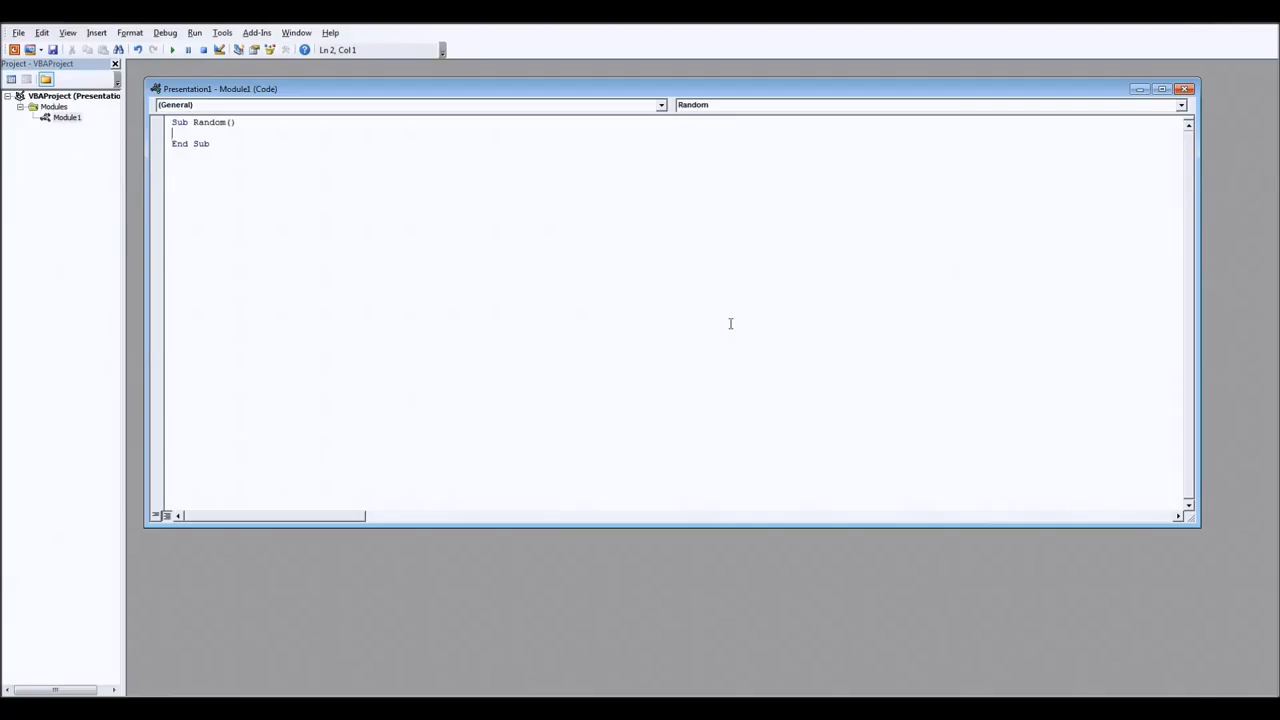 File Edit View Insert Format Debug Run Tools Add-Ins Window Help
Ln 2, Col 1
Project - VBAProject
VBAProject (Presentatio
Modules
Module1
Presentation1 - Module1 (Code)
(General) Random
Sub Random()
End Sub